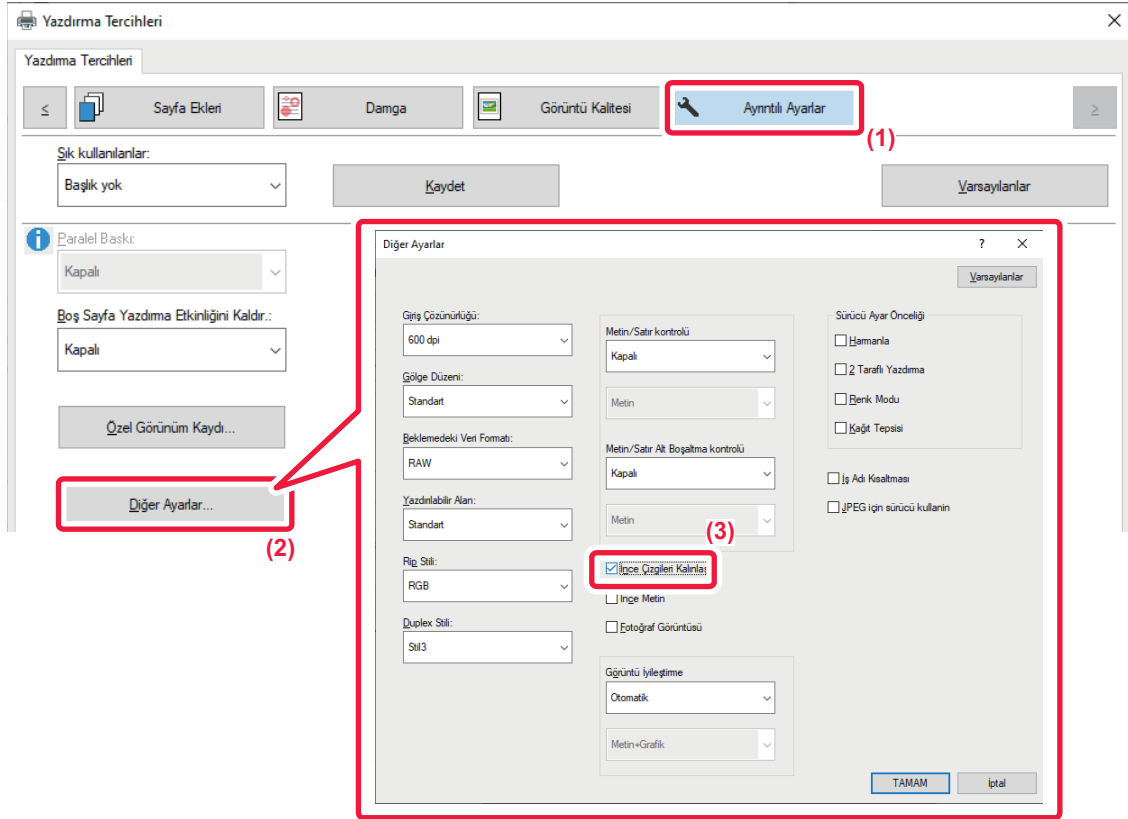 Yazdırma Tercihleri
Yazdırma Tercihleri
<
Sayfa Ekleri
Damga
Görüntü Kalitesi
Ayrıntılı Ayarlar
>
(1)
Sık kullanılanlar:
Başlık yok
Kaydet
Varsayılanlar
Paralel Baskı:
Kapalı
Boş Sayfa Yazdırma Etkinliğini Kaldır.:
Kapalı
Özel Görünüm Kaydı...
Diğer Ayarlar...
(2)
Diğer Ayarlar
?
Varsayılanlar
Giriş Çözünürlüğü:
600 dpi
Gölge Düzeni:
Standart
Beklemedeki Veri Formatı:
RAW
Yazdırılabilir Alan:
Standart
Rip Stili:
RGB
Duplex Stili:
Stil3
Metin/Satır kontrolü
Kapalı
Metin
Metin/Satır Alt Boşaltma kontrolü
Kapalı
Metin
(3)
İnce Çizgileri Kalınlaş
İnce Metin
Fotoğraf Görüntüsü
Görüntü İyileştirme
Otomatik
Metin+Grafik
Sürücü Ayar Önceliği
Harmanla
2 Taraflı Yazdırma
Renk Modu
Kağıt Tepsisi
İş Adı Kısaltması
JPEG için sürücü kullanin
TAMAM
İptal